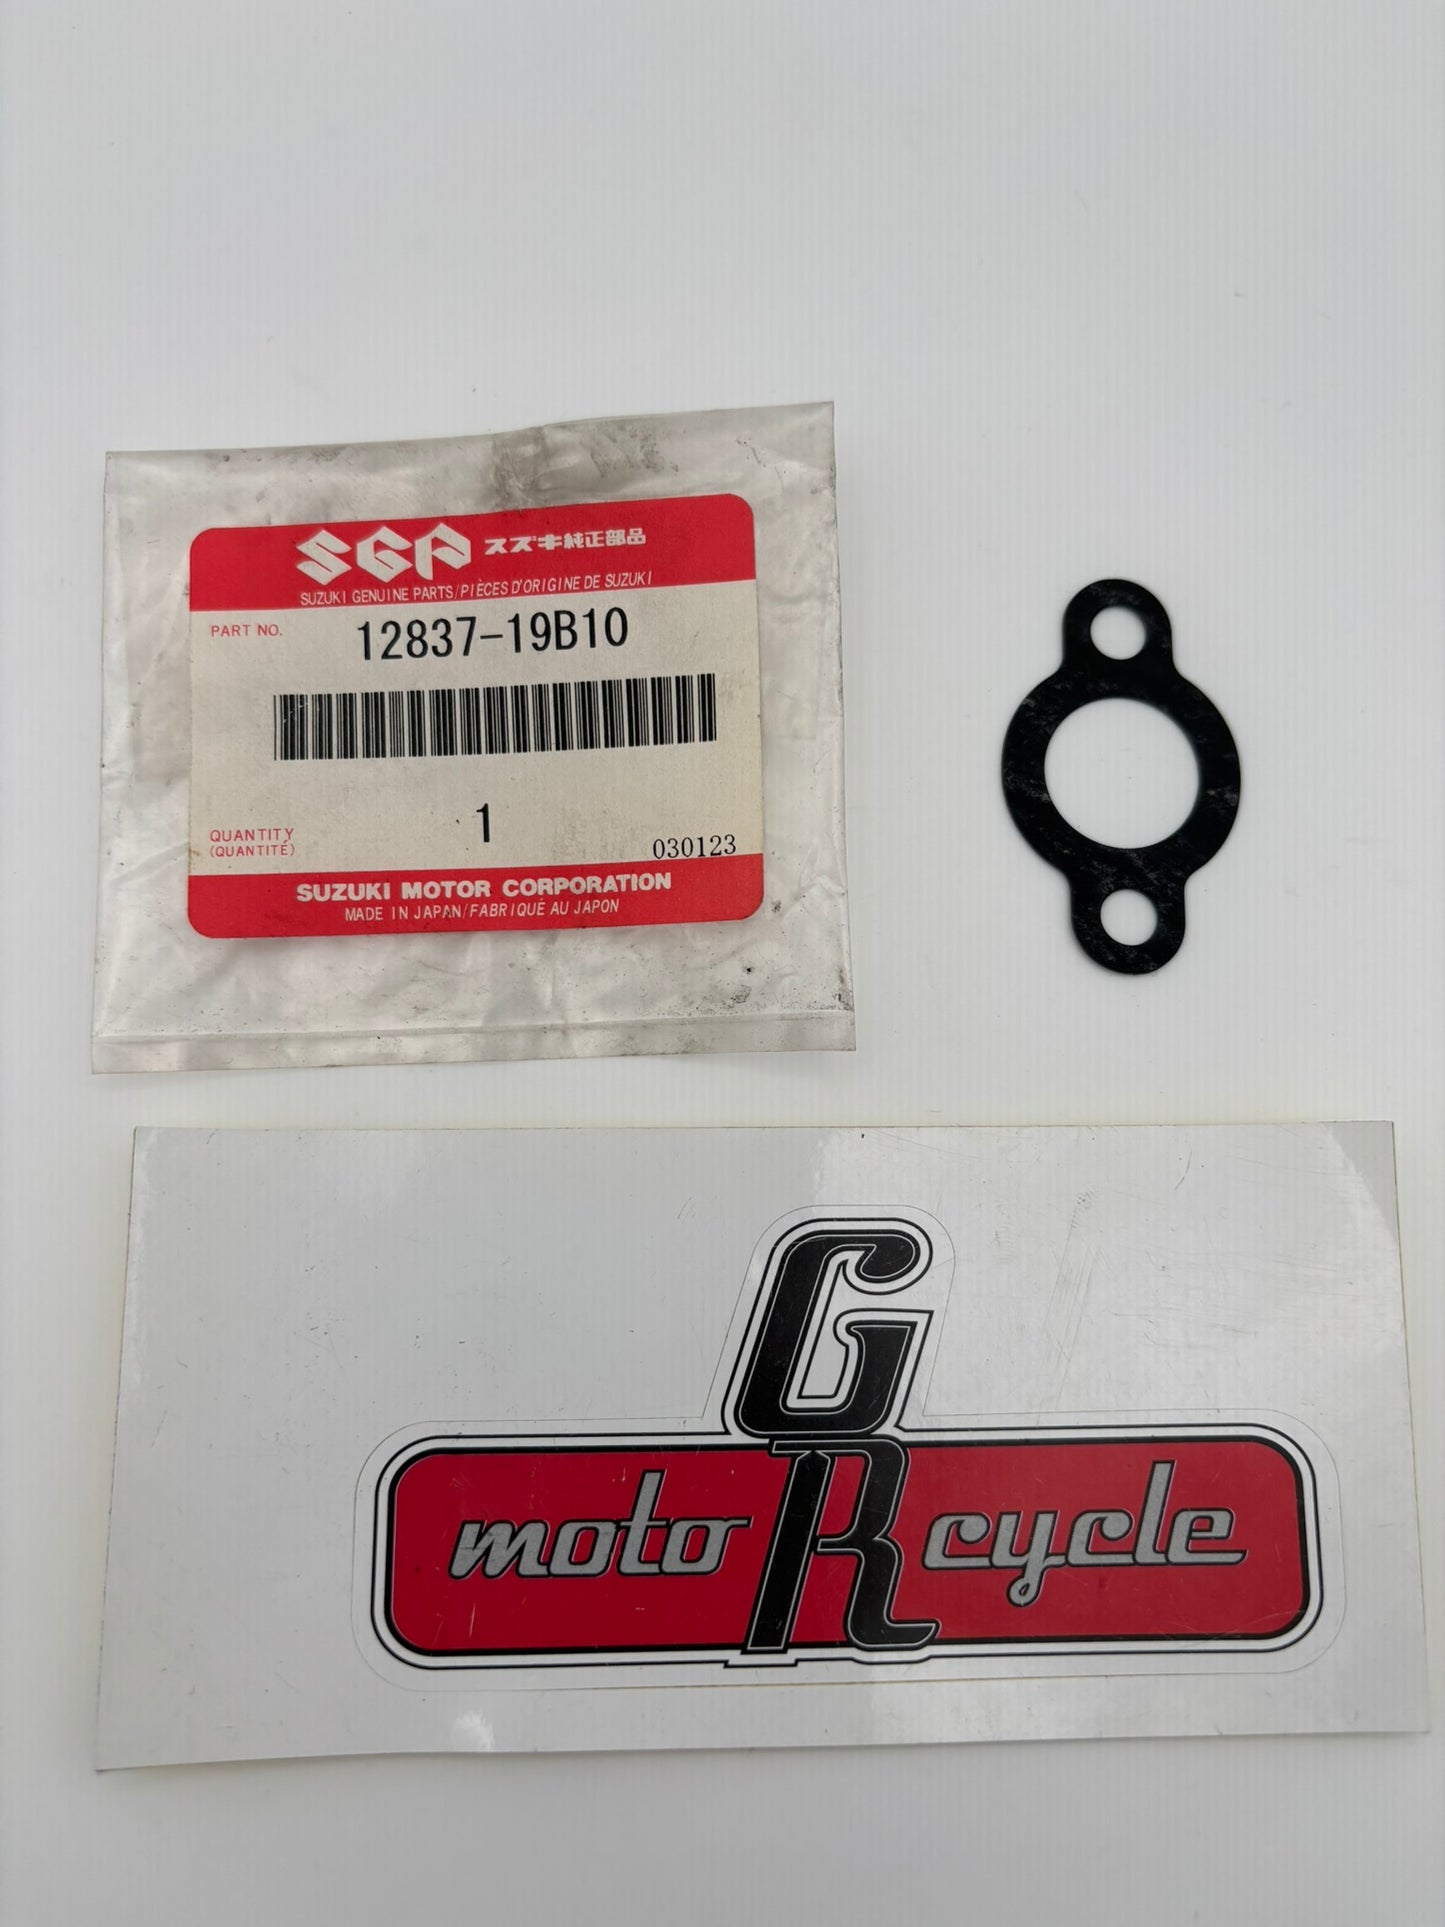 SGP スズキ純正部品
SUZUKI GENUINE PARTS/PIÈCES D'ORIGINE DE SUZUKI
PART NO. 12837-19B10
QUANTITY 1
(QUANTITÉ) 030123
SUZUKI MOTOR CORPORATION
MADE IN JAPAN/FABRIQUÉ AU JAPON
G
moto R cycle